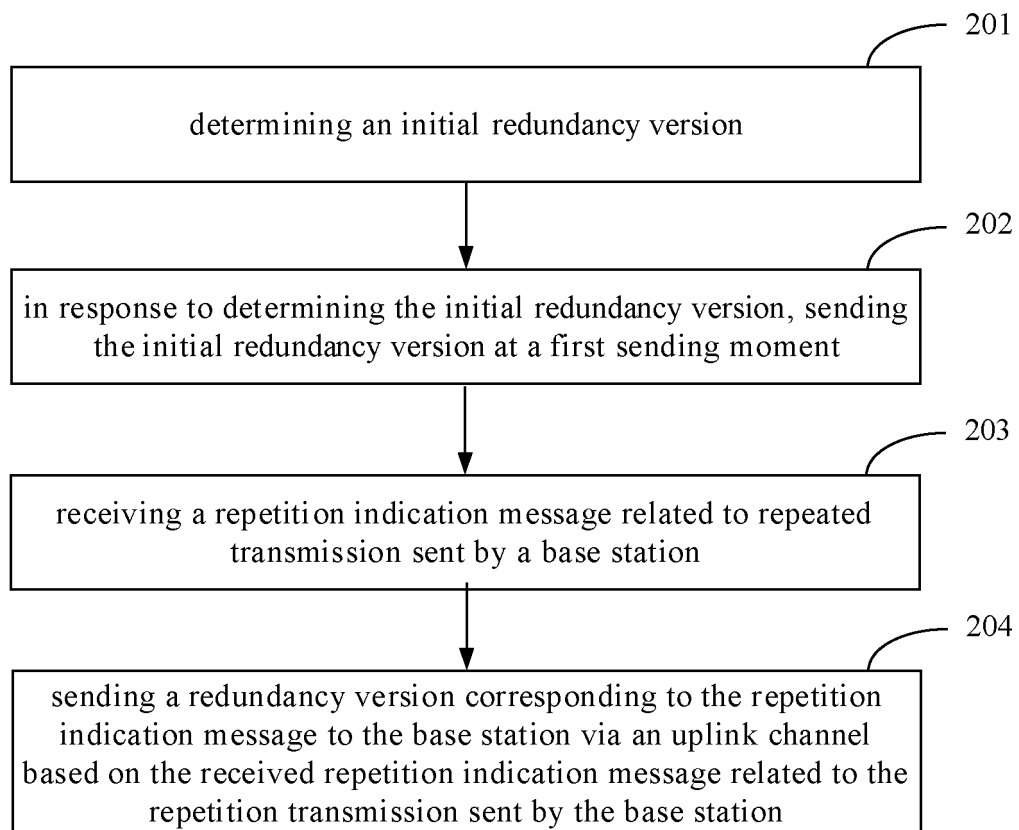 201
determining an initial redundancy version
202
in response to determining the initial redundancy version, sending
the initial redundancy version at a first sending moment
203
receiving a repetition indication message related to repeated
transmission sent by a base station
204
sending a redundancy version corresponding to the repetition
indication message to the base station via an uplink channel
based on the received repetition indication message related to the
repetition transmission sent by the base station